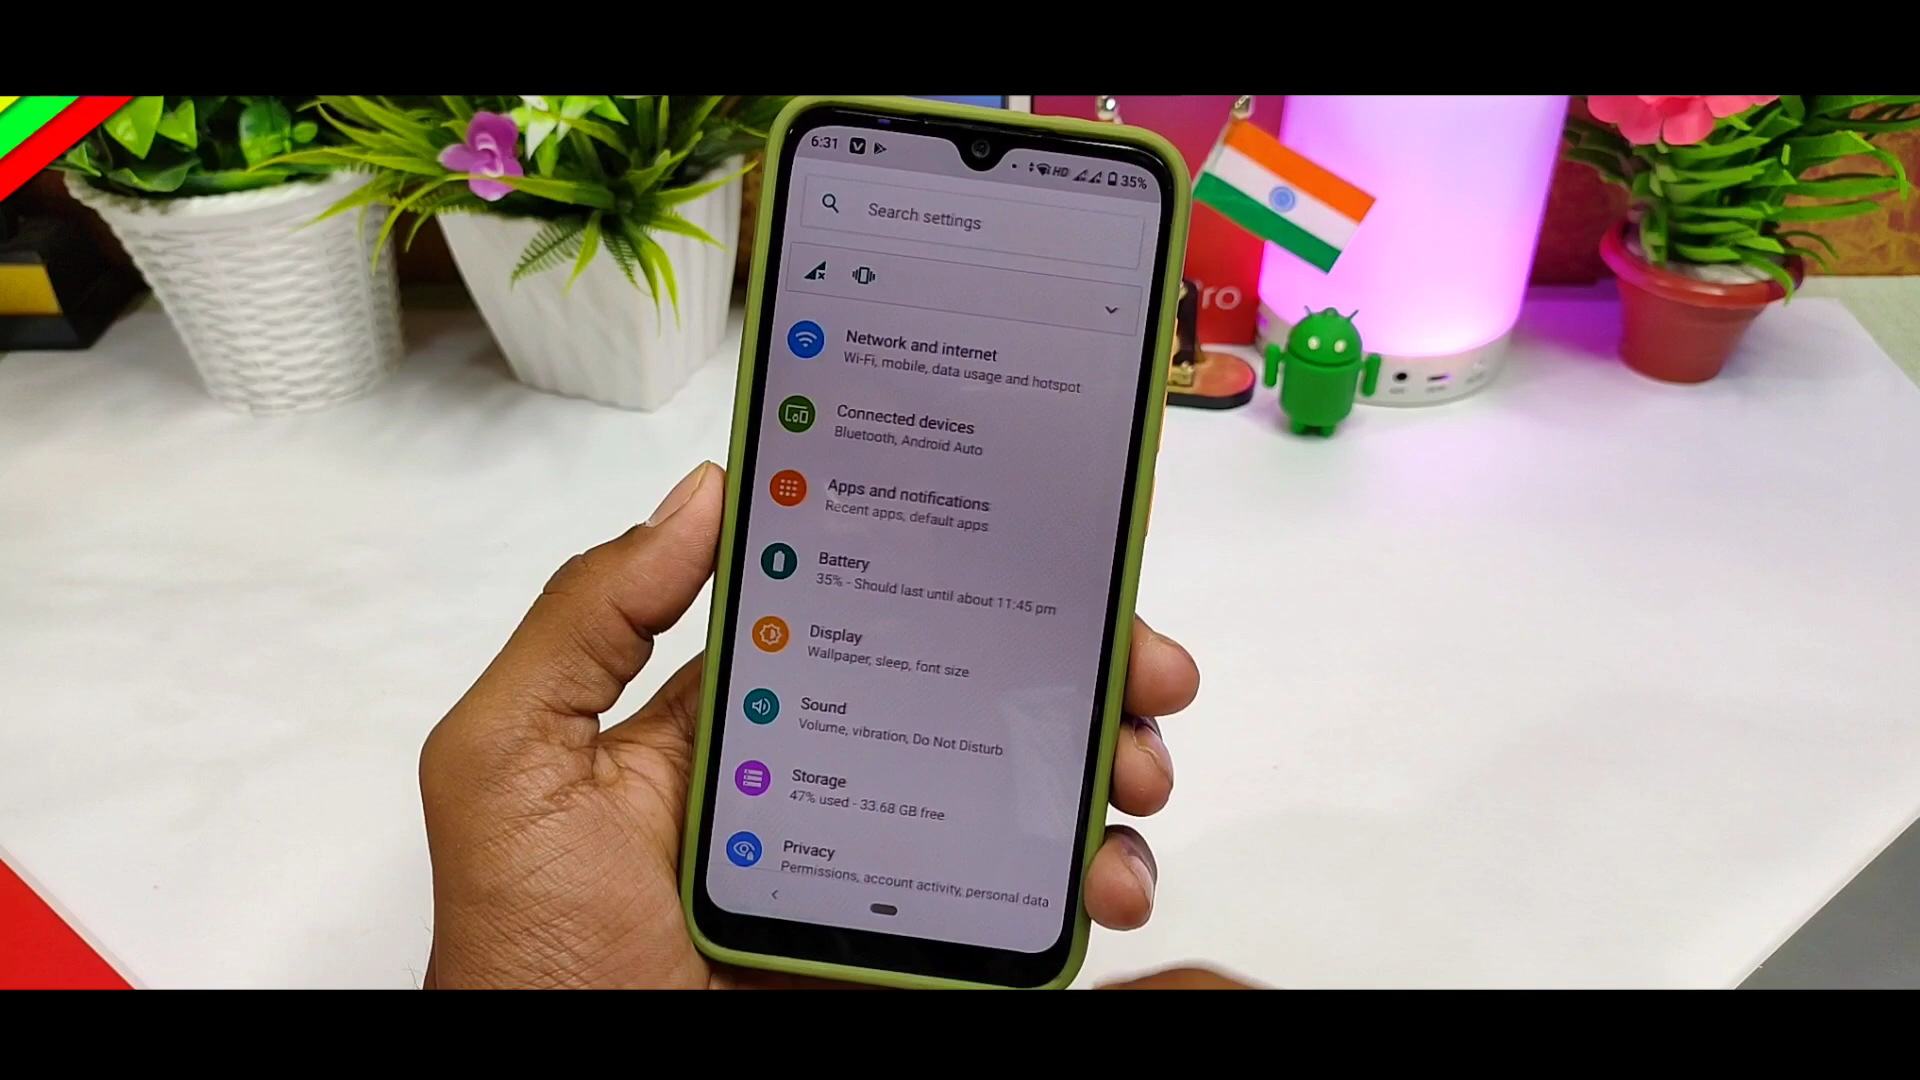 6:31
HD 35%
Search settings
Network and internet
Wi-Fi, mobile, data usage and hotspot
Connected devices
Bluetooth, Android Auto
Apps and notifications
Recent apps, default apps
Battery
35% - Should last until about 11:45 pm
Display
Wallpaper, sleep, font size
Sound
Volume, vibration, Do Not Disturb
Storage
47% used - 33.68 GB free
Privacy
Permissions, account activity, personal data
ro